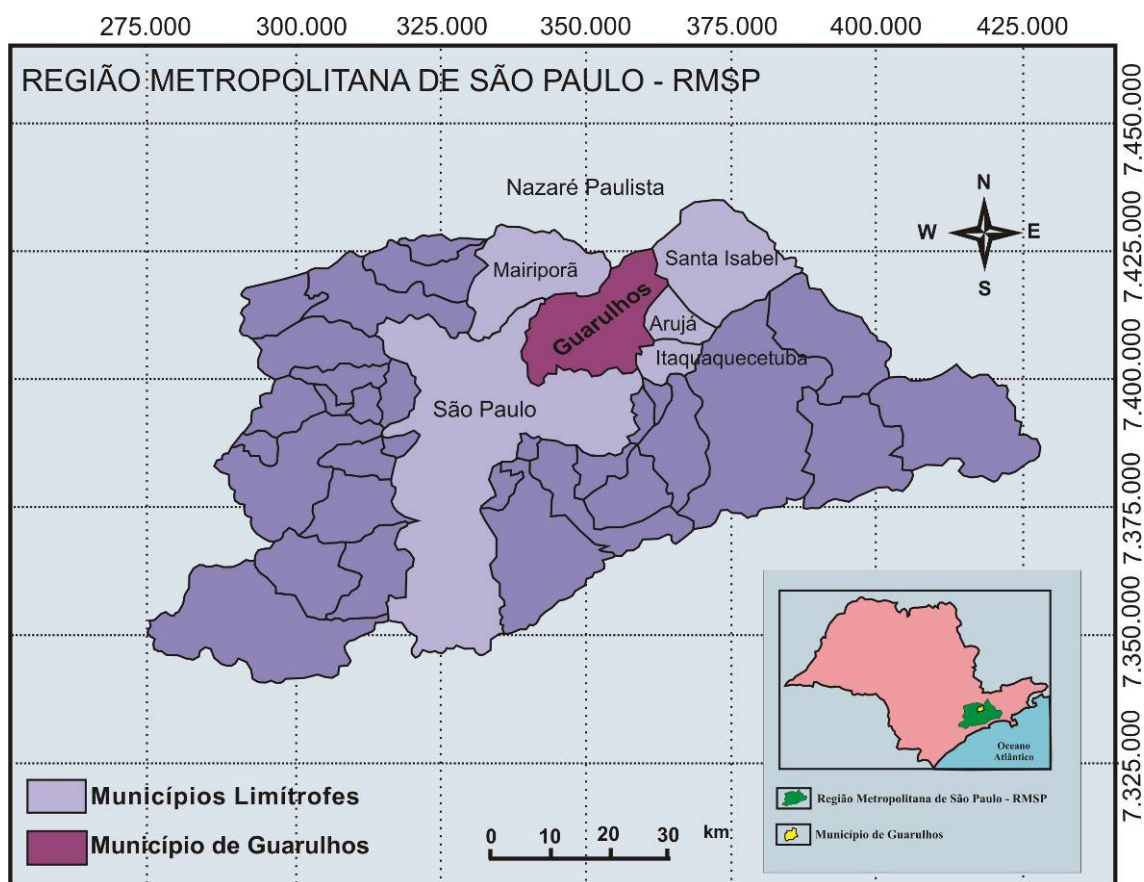 275.000 300.000 325.000 350.000 375.000 400.000 425.000
REGIÃO METROPOLITANA DE SÃO PAULO - RMSP
7.450.000
Nazaré Paulista
N
W E
S
7.425.000
Mairiporã
Santa Isabel
Guarulhos
Arujá
Itaquaquecetuba
7.400.000
São Paulo
7.375.000
7.350.000
7.325.000
Oceano
Atlântico
Região Metropolitana de São Paulo - RMSP
Município de Guarulhos
Municípios Limítrofes
Município de Guarulhos
0 10 20 30 km